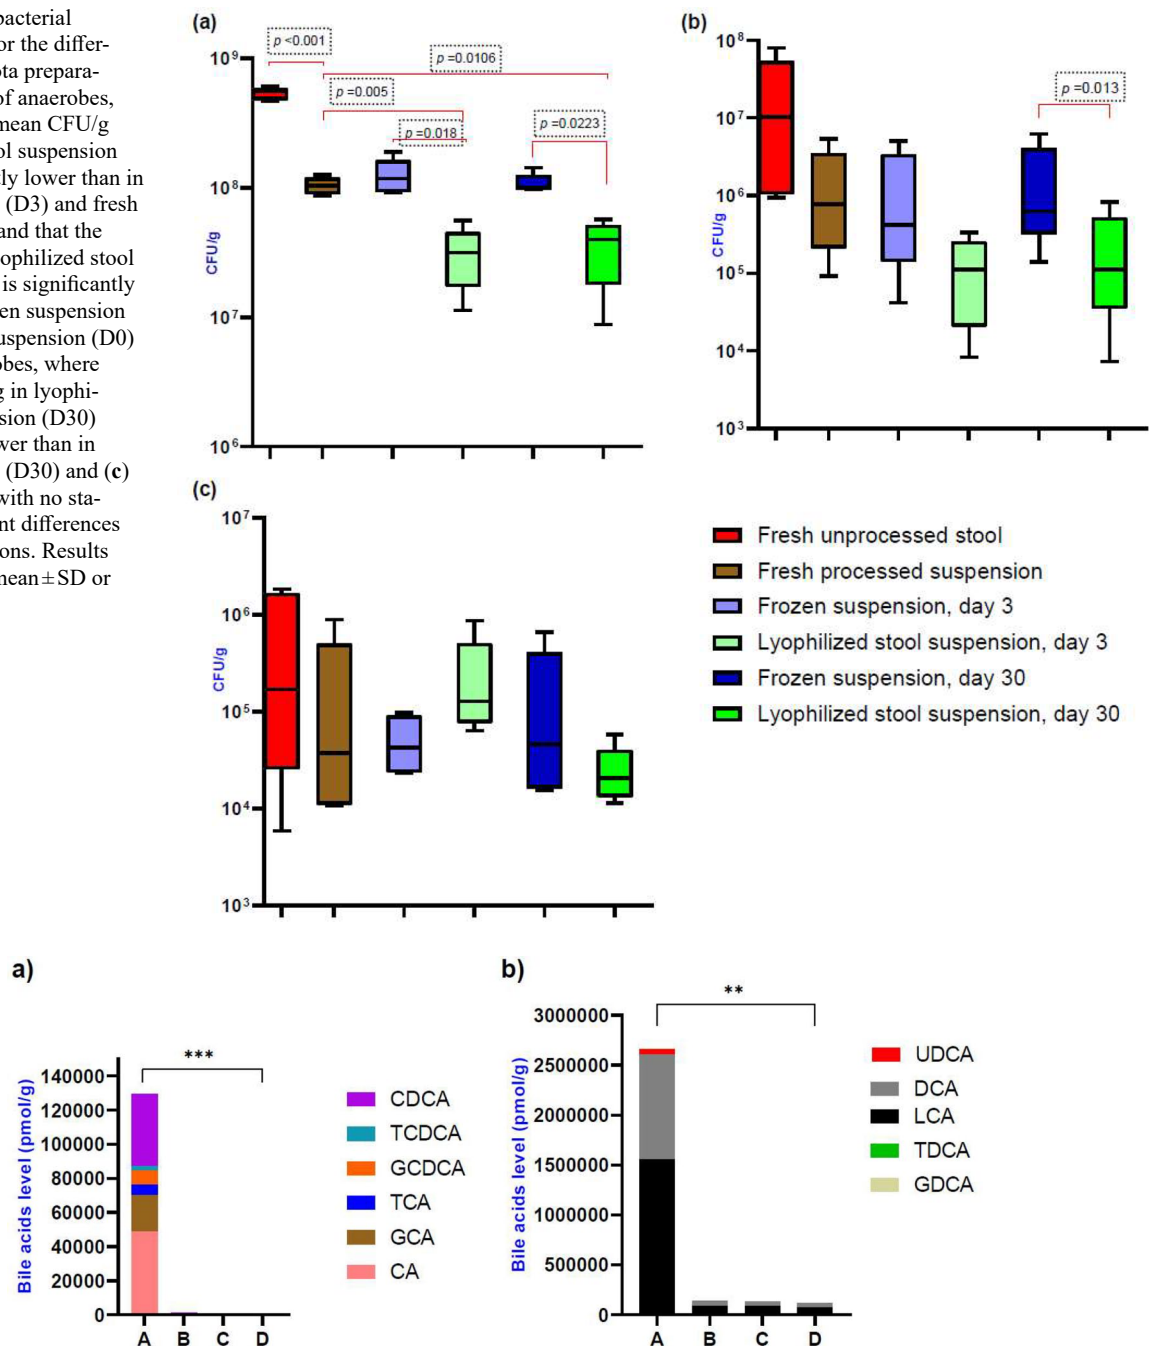 bacterial
or the differ-
ota prepara-
of anaerobes,
mean CFU/g
ol suspension
tly lower than in
(D3) and fresh
and that the
ophilized stool
is significantly
en suspension
uspension (D0)
obes, where
g in lyophi-
sion (D30)
wer than in
(D30) and (c)
with no sta-
nt differences
ons. Results
mean ± SD or
(a)
p <0.001
p =0.0106
p =0.005
p =0.018
p =0.0223
10⁹
10⁸
10⁷
10⁶
CFU/g
(b)
p =0.013
10⁸
10⁷
10⁶
10⁵
10⁴
10³
CFU/g
(c)
10⁷
10⁶
10⁵
10⁴
10³
CFU/g
Fresh unprocessed stool
Fresh processed suspension
Frozen suspension, day 3
Lyophilized stool suspension, day 3
Frozen suspension, day 30
Lyophilized stool suspension, day 30
a)
***
Bile acids level (pmol/g)
140000
120000
100000
80000
60000
40000
20000
0
A B C D
CDCA
TCDCA
GCDCA
TCA
GCA
CA
b)
**
Bile acids level (pmol/g)
3000000
2500000
2000000
1500000
1000000
500000
0
A B C D
UDCA
DCA
LCA
TDCA
GDCA